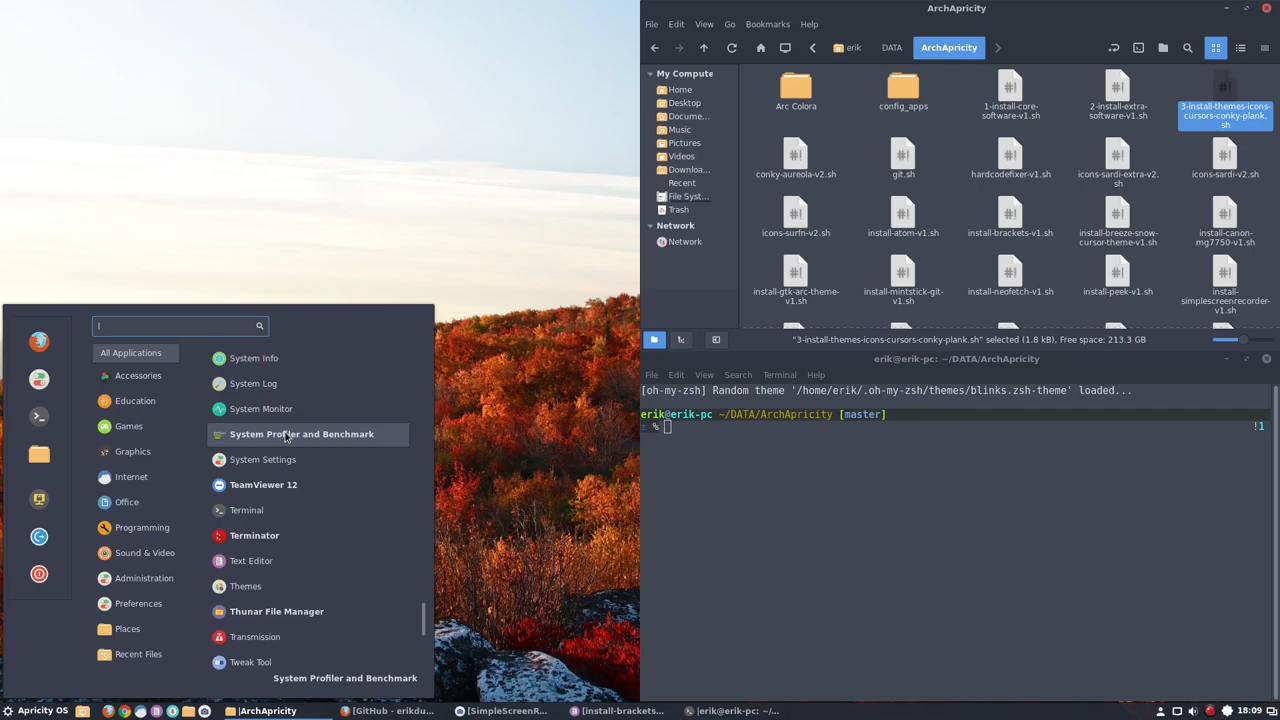 ArchApricity
File Edit View Go Bookmarks Help
erik DATA ArchApricity
My Compute
Home
Desktop
Docume...
Music
Pictures
Videos
Downloa...
Recent
File Syst...
Trash
Network
Network
Arc Colora
config_apps
1-install-core-
software-v1.sh
2-install-extra-
software-v1.sh
3-install-themes-icons-
cursors-conky-plank.
sh
conky-aureola-v2.sh
git.sh
hardcodefixer-v1.sh
icons-sardi-extra-v2.
sh
icons-sardi-v2.sh
icons-surfn-v2.sh
install-atom-v1.sh
install-brackets-v1.sh
install-breeze-snow-
cursor-theme-v1.sh
install-canon-
mg7750-v1.sh
install-gtk-arc-theme-
v1.sh
install-mintstick-git-
v1.sh
install-neofetch-v1.sh
install-peek-v1.sh
install-
simplescreenrecorder-
v1.sh
"3-install-themes-icons-cursors-conky-plank.sh" selected (1.8 kB), Free space: 213.3 GB
erik@erik-pc: ~/DATA/ArchApricity
File Edit View Search Terminal Help
[oh-my-zsh] Random theme '/home/erik/.oh-my-zsh/themes/blinks.zsh-theme' loaded...
erik@erik-pc ~/DATA/ArchApricity [master]
± % !1
All Applications
Accessories
Education
Games
Graphics
Internet
Office
Programming
Sound & Video
Administration
Preferences
Places
Recent Files
System Info
System Log
System Monitor
System Profiler and Benchmark
System Settings
TeamViewer 12
Terminal
Terminator
Text Editor
Themes
Thunar File Manager
Transmission
Tweak Tool
System Profiler and Benchmark
Apricity OS |ArchApricity [GitHub - erikdu... [SimpleScreenR... [install-brackets... |erik@erik-pc: ~/... 18:09